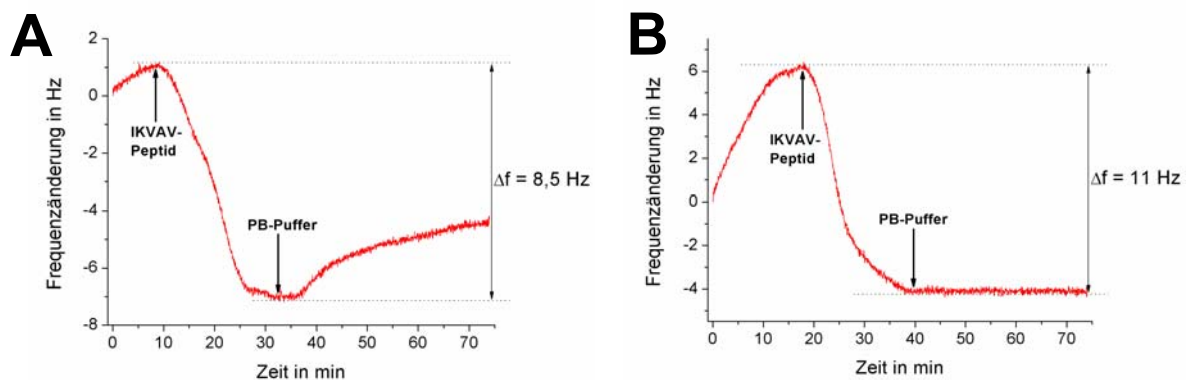 A
Frequenzänderung in Hz
2
0
-2
-4
-6
-8
IKVAV-
Peptid
PB-Puffer
Δf = 8,5 Hz
0 10 20 30 40 50 60 70
Zeit in min
B
Frequenzänderung in Hz
6
4
2
0
-2
-4
IKVAV-
Peptid
PB-Puffer
Δf = 11 Hz
0 10 20 30 40 50 60 70
Zeit in min